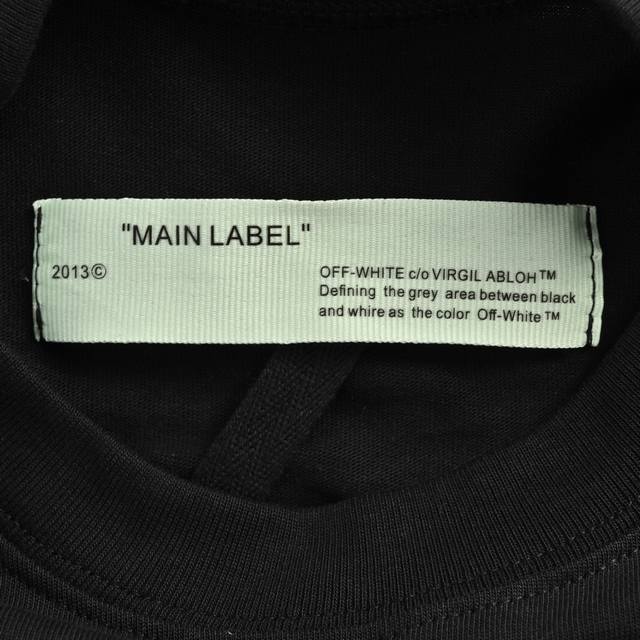 "MAIN LABEL"
2013©
OFF-WHITE c/o VIRGIL ABLOH™
Defining the grey area between black
and whire as the color Off-White™